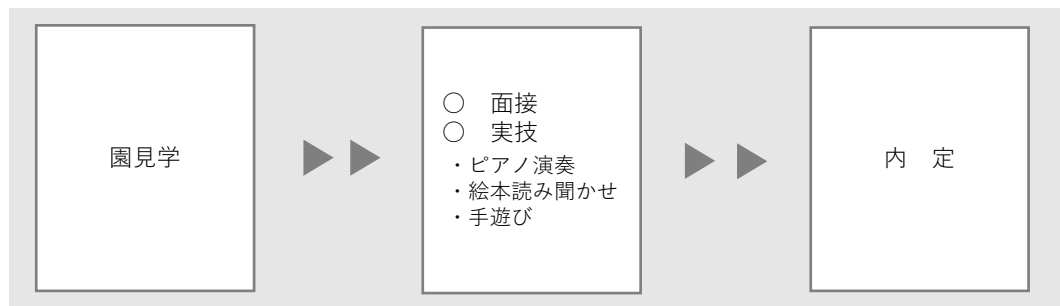 園見学
○　面接
○　実技
・ピアノ演奏
・絵本読み聞かせ
・手遊び
内　定